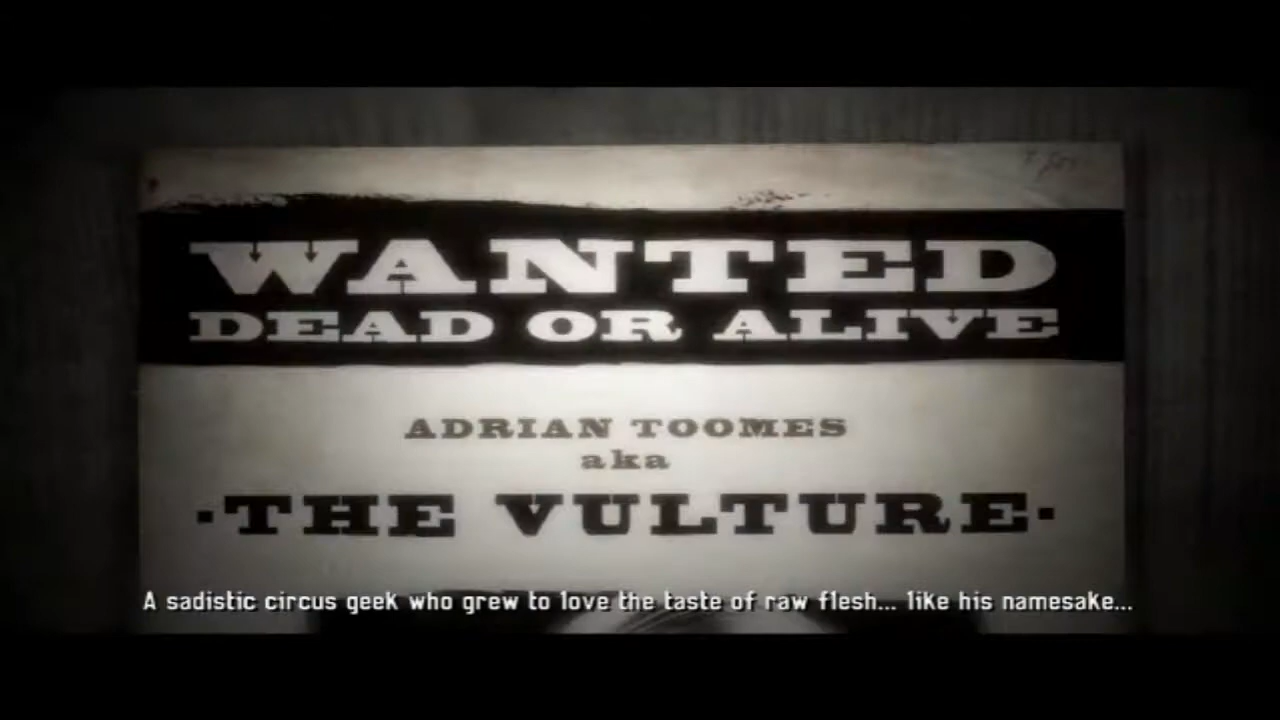 WANTED
DEAD OR ALIVE
ADRIAN TOOMES
aka
·THE VULTURE·
A sadistic circus geek who grew to love the taste of raw flesh... like his namesake...